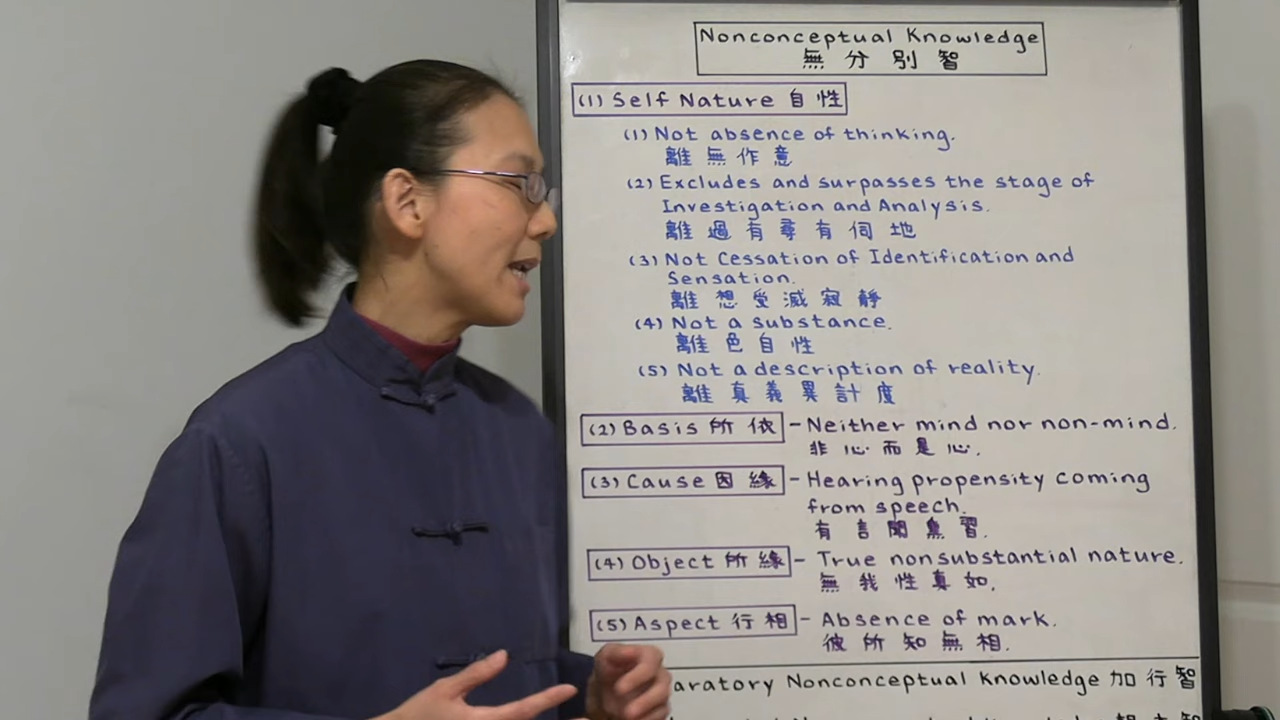 Nonconceptual Knowledge
無分別智
(1) Self Nature 自性
(1) Not absence of thinking.
離無作意
(2) Excludes and surpasses the stage of
Investigation and Analysis.
離過有尋有伺地
(3) Not Cessation of Identification and
Sensation.
離想受滅寂靜
(4) Not a substance.
離色自性
(5) Not a description of reality.
離真義異計度
(2) Basis 所依 - Neither mind nor non-mind.
非心而是心.
(3) Cause 因緣 - Hearing propensity coming
from speech.
有言聞熏習.
(4) Object 所緣 - True nonsubstantial nature.
無我性真如.
(5) Aspect 行相 - Absence of mark.
彼所知無相.
aratory Nonconceptual Knowledge 加行智